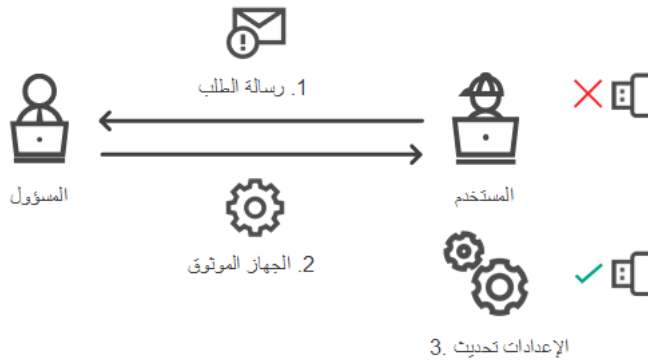 1. رسالة الطلب
المسؤول
المستخدم
2. الجهاز الموثوق
3. الإعدادات تحديث